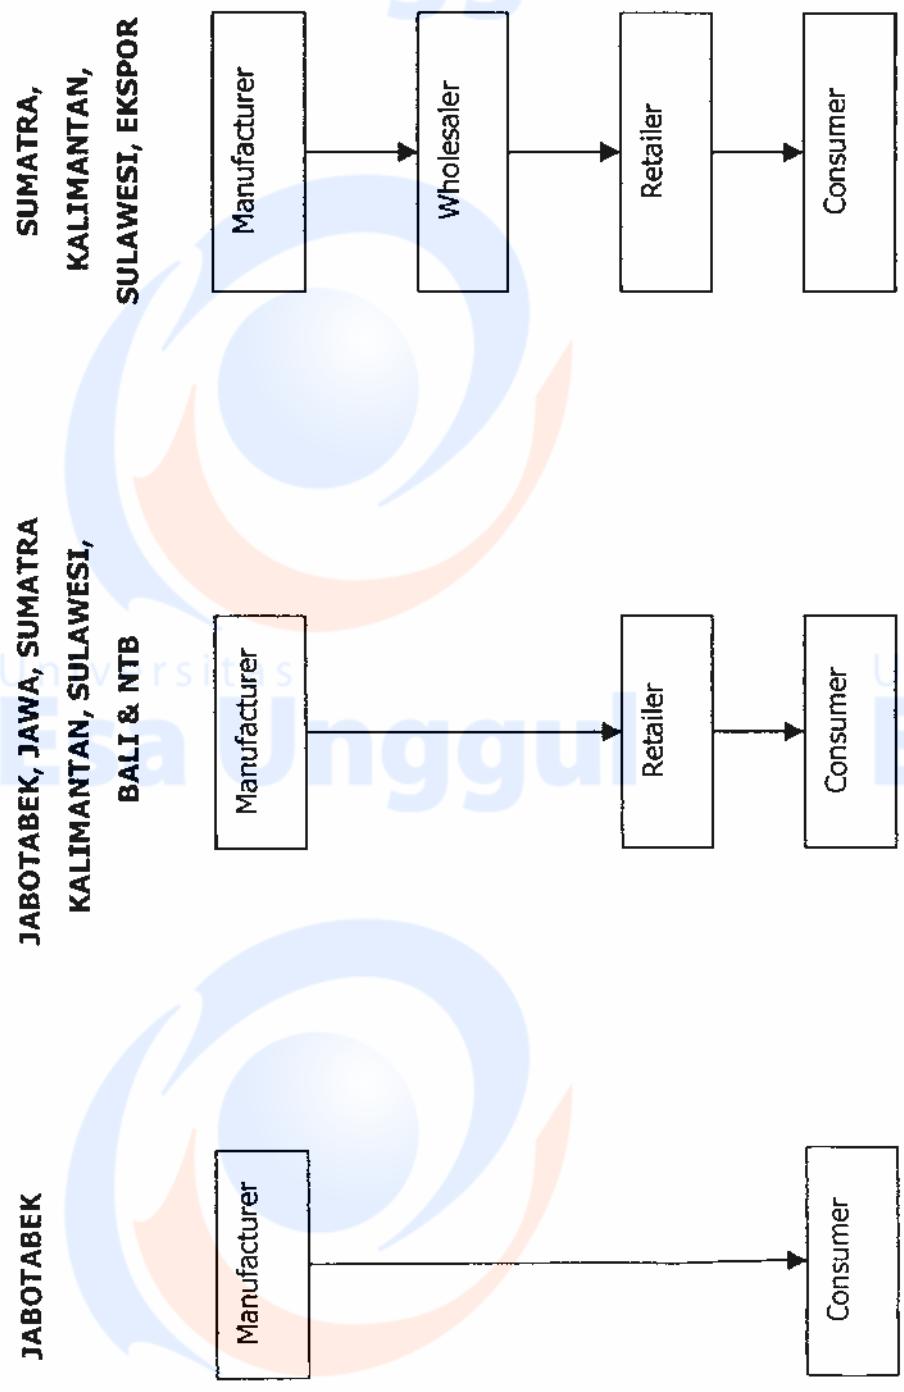 JABOTABEK
Manufacturer
Consumer
JABOTABEK, JAWA, SUMATRA
KALIMANTAN, SULAWESI,
BALI & NTB
Manufacturer
Retailer
Consumer
SUMATRA,
KALIMANTAN,
SULAWESI, EKSPOR
Manufacturer
Wholesaler
Retailer
Consumer
Universitas
Esa Unggul